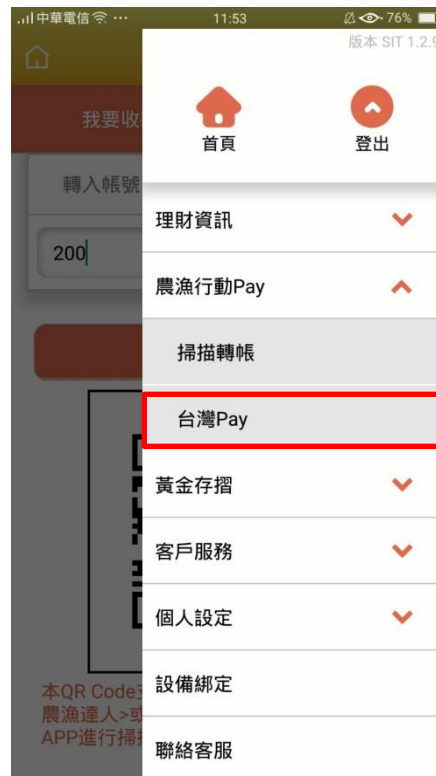 中華電信 ... 11:53 76%
版本 SIT 1.2.9
我要收
首頁 登出
轉入帳號
200
理財資訊
農漁行動Pay
掃描轉帳
台灣Pay
黃金存摺
客戶服務
個人設定
設備綁定
聯絡客服
本QR Code
農漁達人>或
APP進行掃